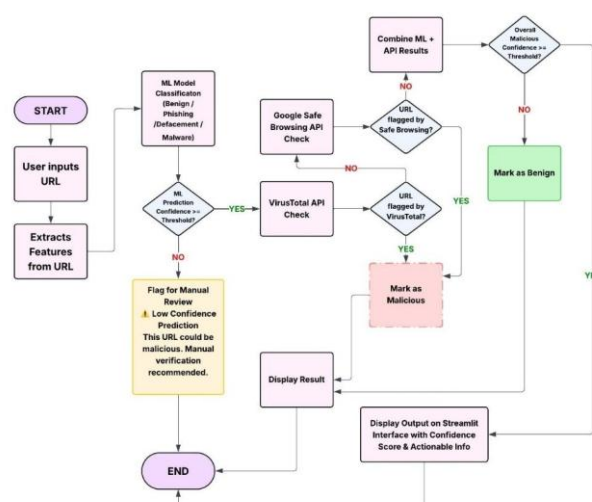 START
User inputs
URL
Extracts
Features
from URL
ML Model
Classificaton
(Benign /
Phishing
/Defacement /
Malware)
ML
Prediction
Confidence >=
Threshold?
YES
NO
Flag for Manual
Review
⚠️ Low Confidence
Prediction
This URL could be
malicious. Manual
verification
recommended.
VirusTotal API
Check
URL
flagged by
VirusTotal?
NO
YES
Google Safe
Browsing API
Check
URL
flagged by
Safe Browsing?
NO
YES
Combine ML +
API Results
Overall
Malicious
Confidence >=
Threshold?
NO
Mark as Benign
Mark as
Malicious
Display Result
Display Output on Streamlit
Interface with Confidence
Score & Actionable Info
END